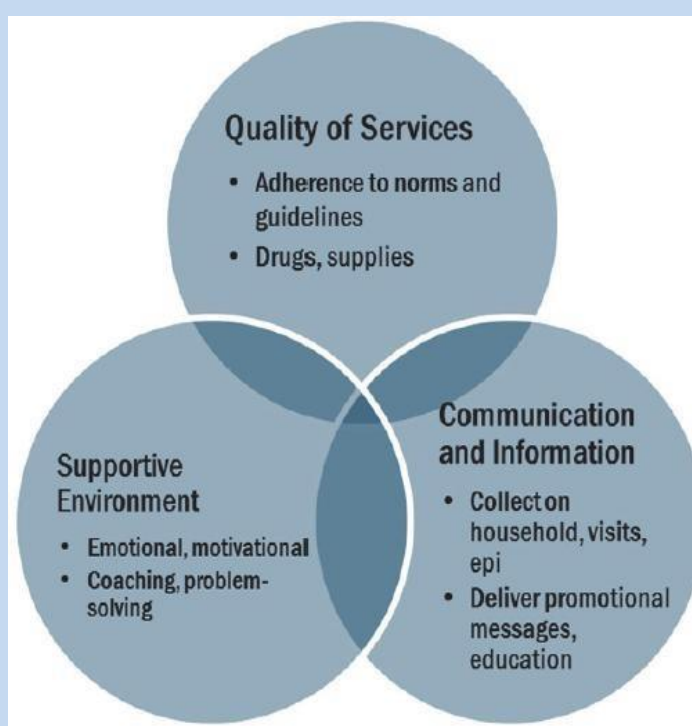 Quality of Services
• Adherence to norms and
guidelines
• Drugs, supplies
Supportive
Environment
• Emotional, motivational
• Coaching, problem-
solving
Communication
and Information
• Collect on
household, visits,
epi
• Deliver promotional
messages,
education